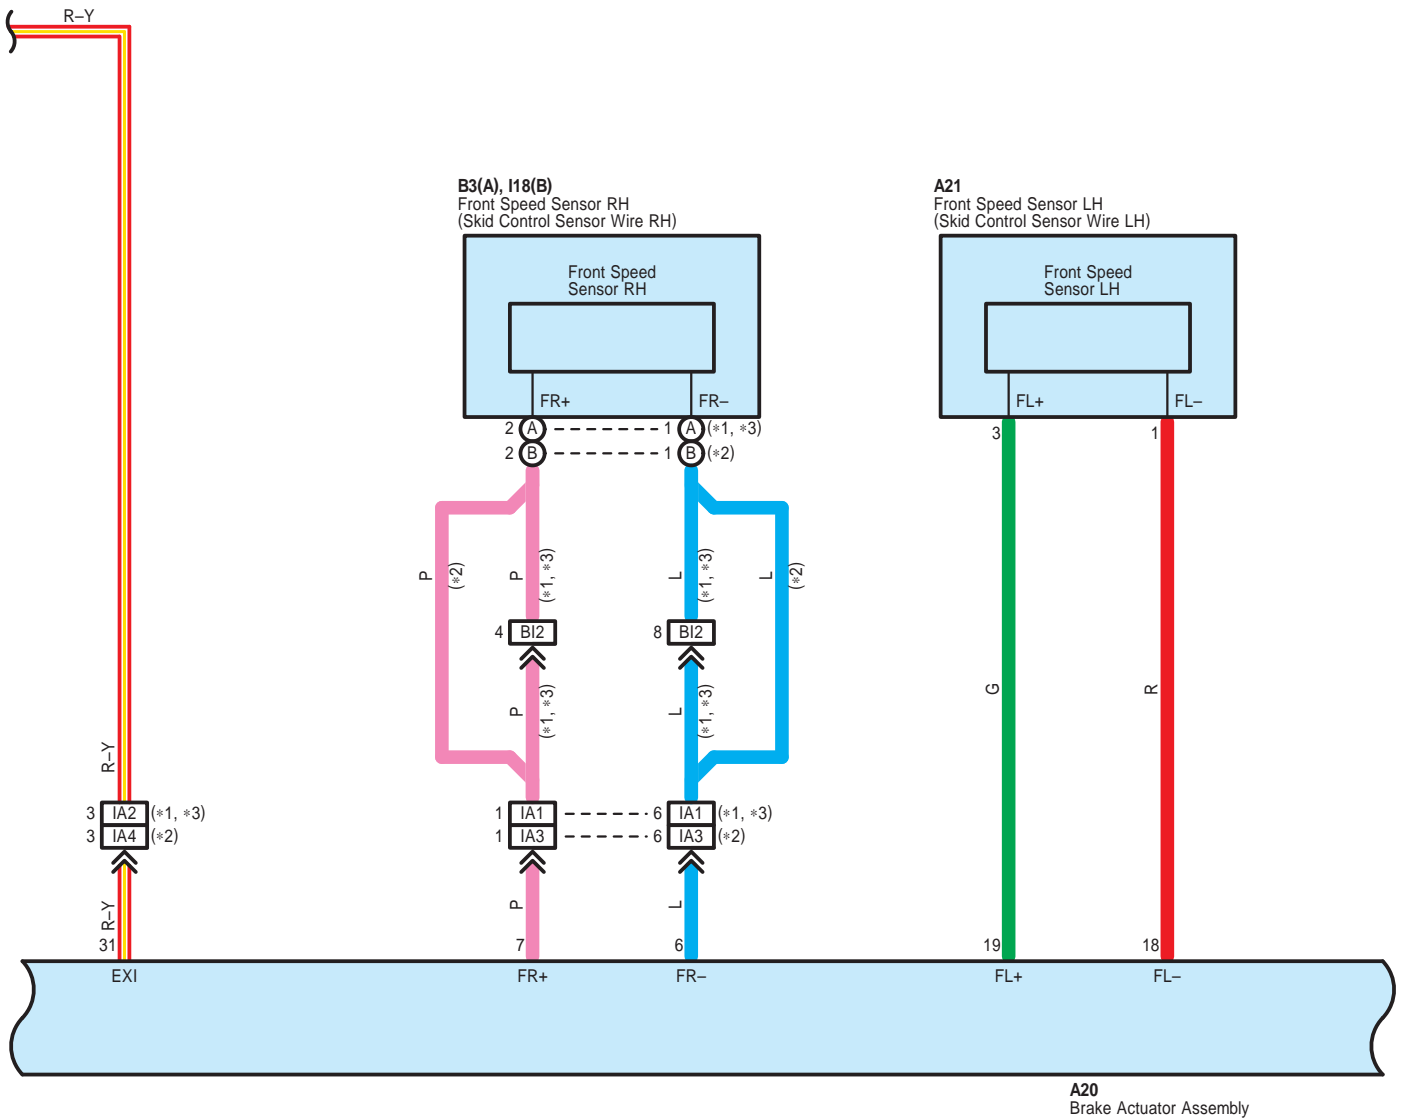 R–Y
B3(A), I18(B)
Front Speed Sensor RH
(Skid Control Sensor Wire RH)
A21
Front Speed Sensor LH
(Skid Control Sensor Wire LH)
Front Speed
Sensor RH
Front Speed
Sensor LH
FR+
FR–
FL+
FL–
2 A 1 A (∗1, ∗3)
2 B 1 B (∗2)
3
1
P
(∗2)
P
(∗1, ∗3)
L
(∗1, ∗3)
L
(∗2)
4 BI2
8 BI2
P
(∗1, ∗3)
L
(∗1, ∗3)
G
R
R–Y
3 IA2 (∗1, ∗3)
3 IA4 (∗2)
1 IA1 6 IA1 (∗1, ∗3)
1 IA3 6 IA3 (∗2)
R–Y
P
L
31
7
6
19
18
EXI
FR+
FR–
FL+
FL–
A20
Brake Actuator Assembly